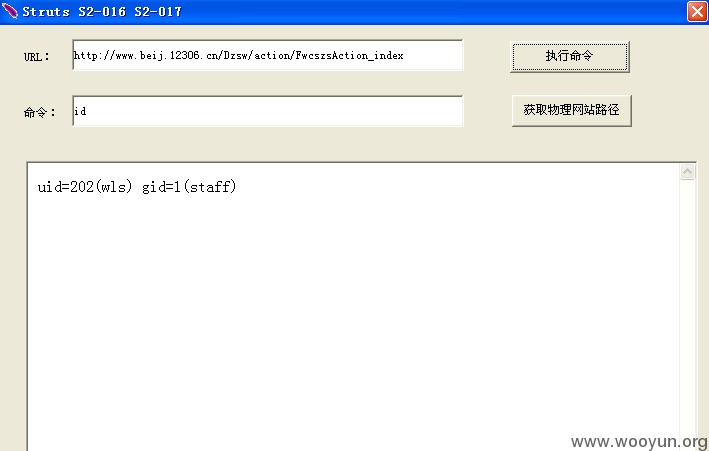 Struts S2-016 S2-017
URL： http://www.beij.12306.cn/Dzsw/action/FwcszsAction_index 执行命令
命令： id 获取物理网站路径
uid=202(wls) gid=1(staff)
www.wooyun.org